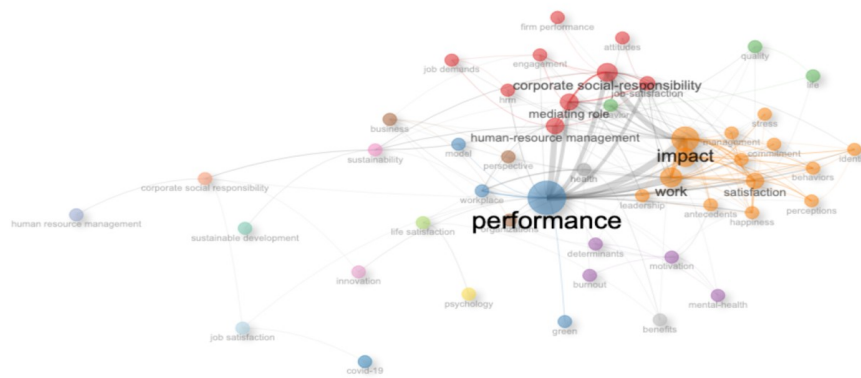 firm performance
attitudes
quality
engagement
job demands
life
corporate social-responsibility
job satisfaction
hrm
mediating role
stress
business
human-resource management
management
model
impact
commitment
sustainability
perspective
health
behaviors
corporate social responsibility
work
satisfaction
workplace
leadership
antecedents
perceptions
human resource management
performance
happiness
life satisfaction
organizations
sustainable development
determinants
motivation
innovation
burnout
psychology
mental-health
green
benefits
job satisfaction
covid-19